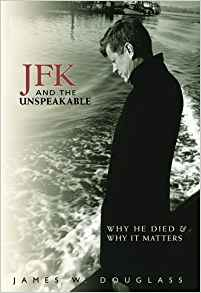 JFK
AND THE
UNSPEAKABLE
WHY HE DIED &
WHY IT MATTERS
JAMES W. DOUGLASS